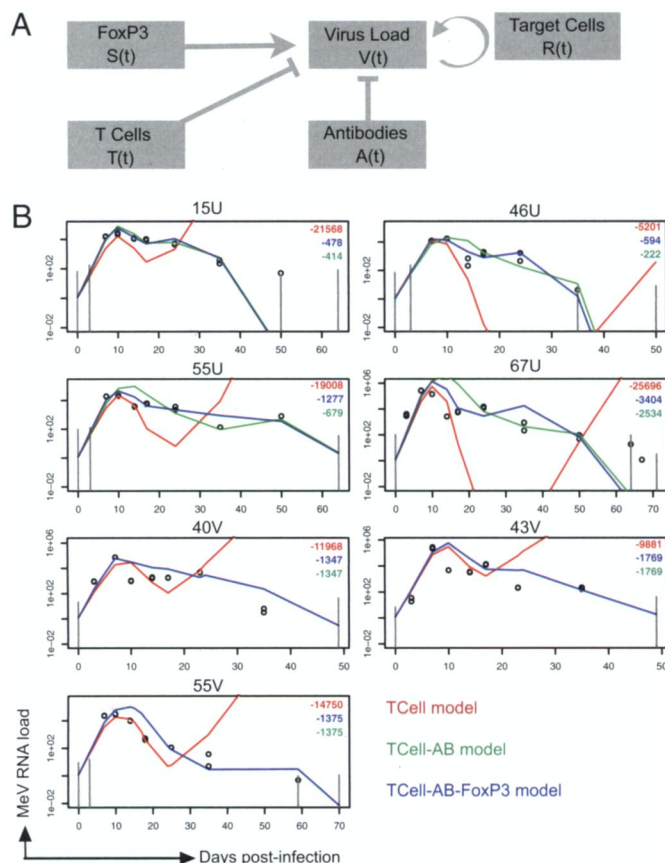 A
FoxP3
S(t)
Virus Load
V(t)
Target Cells
R(t)
T Cells
T(t)
Antibodies
A(t)
B
15U
-21568
-478
-414
1e+02
1e-02
0 10 20 30 40 50 60
46U
-5201
-594
-222
1e+02
1e-02
0 10 20 30 40 50
55U
-19008
-1277
-679
1e+02
1e-02
0 10 20 30 40 50 60
67U
-25696
-3404
-2534
1e+06
1e+02
1e-02
0 10 20 30 40 50 60 70
40V
-11968
-1347
-1347
1e+06
1e+02
1e-02
0 10 20 30 40 50
43V
-9881
-1769
-1769
1e+06
1e+02
1e-02
0 10 20 30 40 50
55V
-14750
-1375
-1375
1e+06
1e+02
1e-02
0 10 20 30 40 50 60 70
TCell model
TCell-AB model
TCell-AB-FoxP3 model
MeV RNA load
Days post-infection